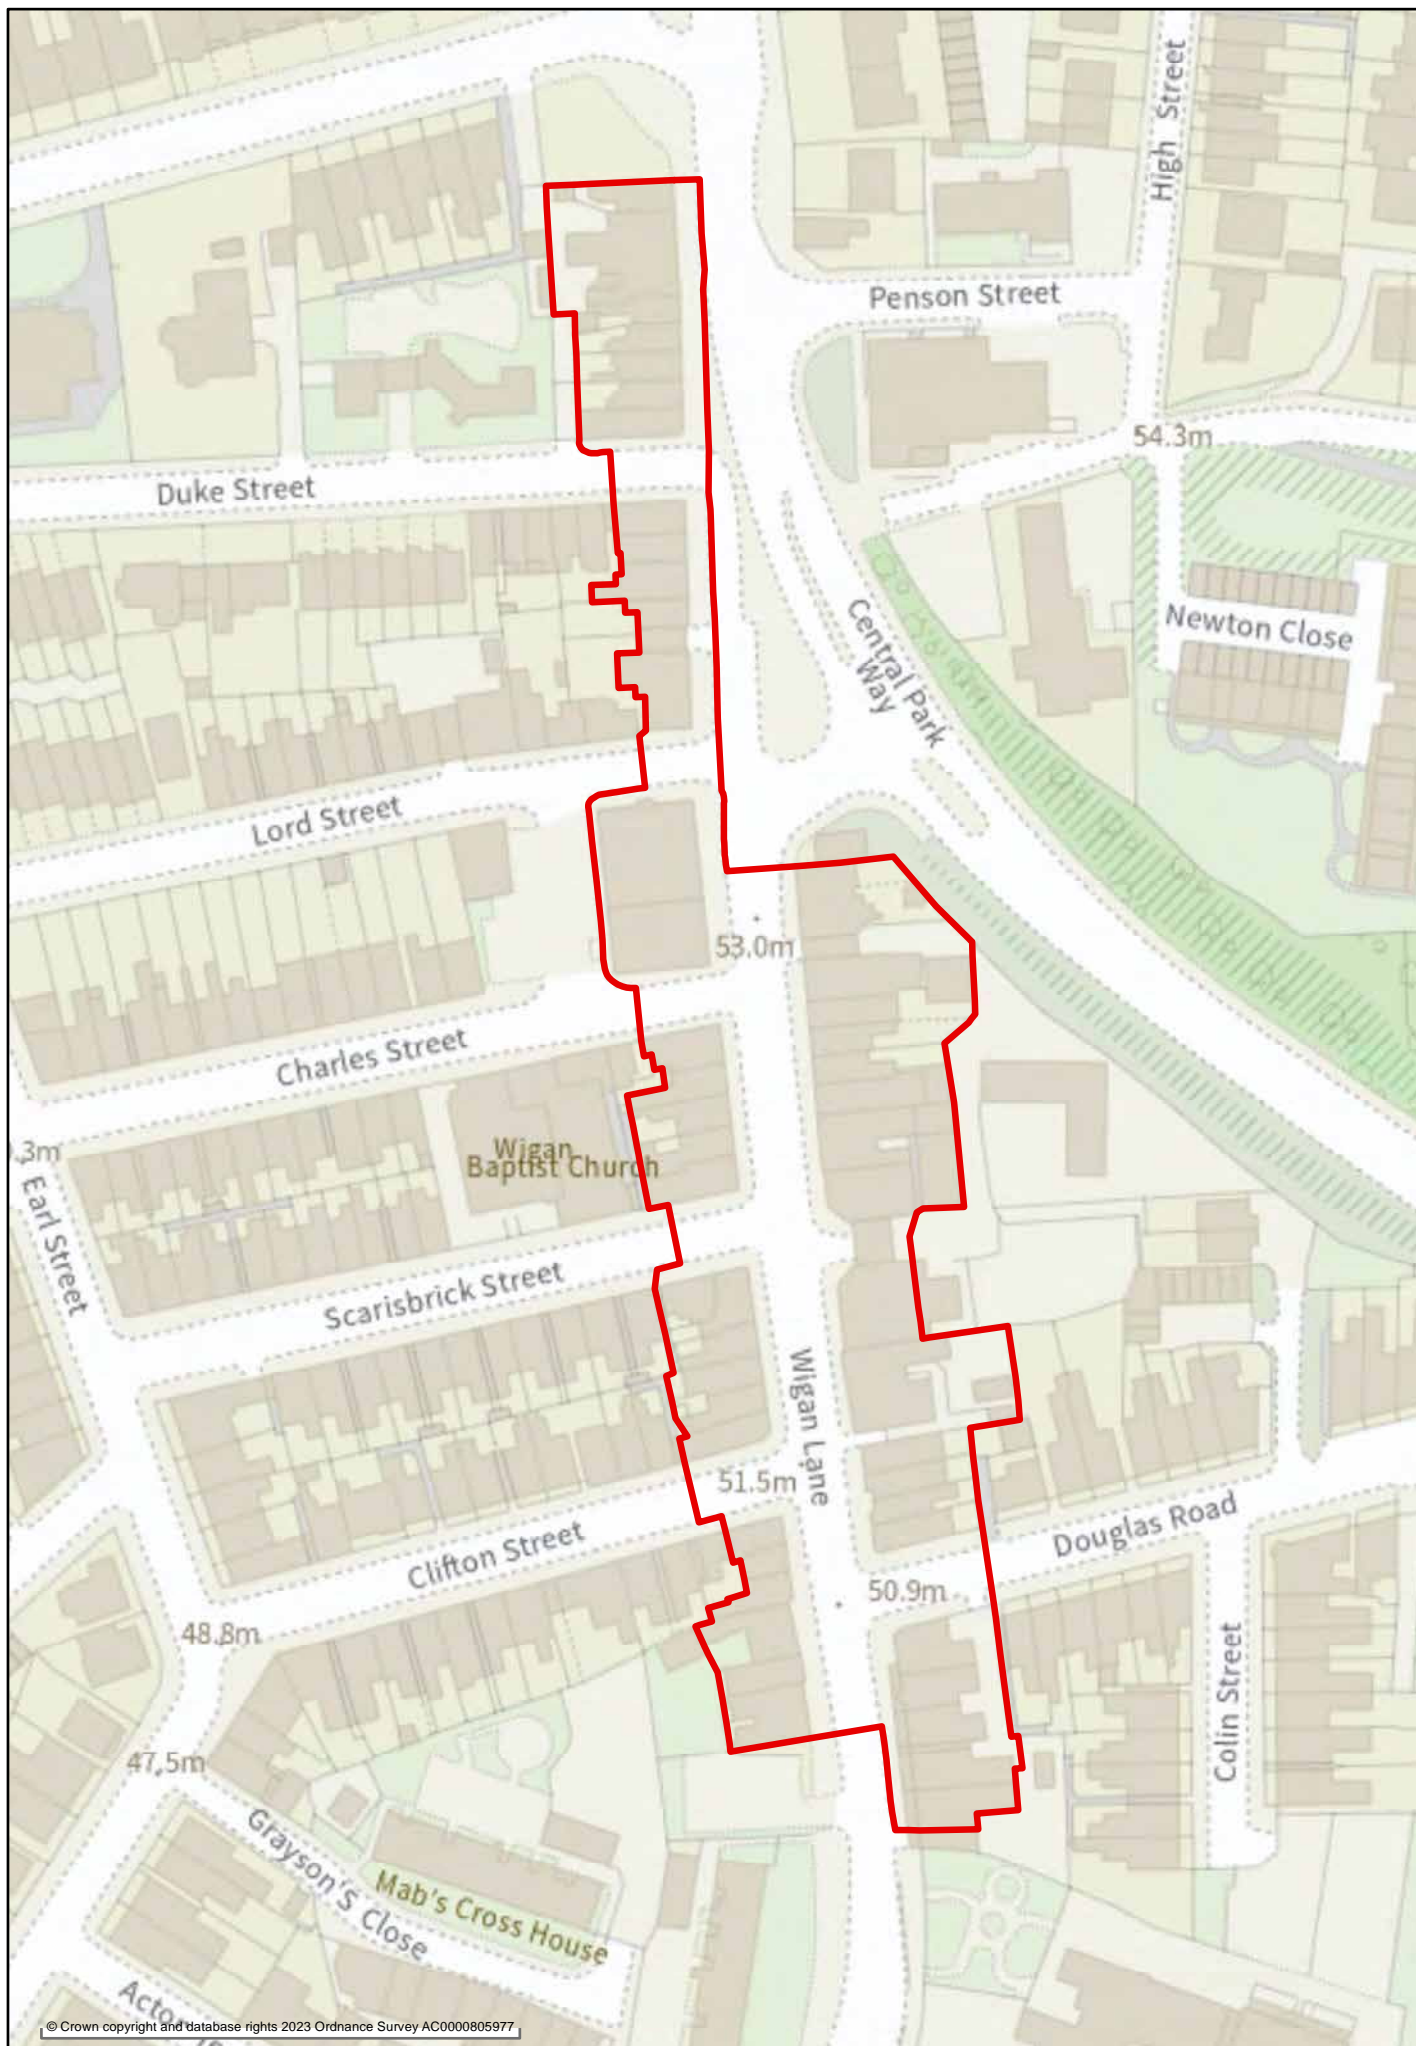 High Street
Penson Street
54.3m
Duke Street
Newton Close
Central Park
Way
Lord Street
53.0m
Charles Street
.3m
Wigan
Baptist Church
Earl Street
Scarisbrick Street
Wigan Lane
51.5m
Douglas Road
Clifton Street
50.9m
48.8m
Colin Street
47.5m
Grayson'S Close
Mab's Cross House
© Crown copyright and database rights 2023 Ordnance Survey AC0000805977